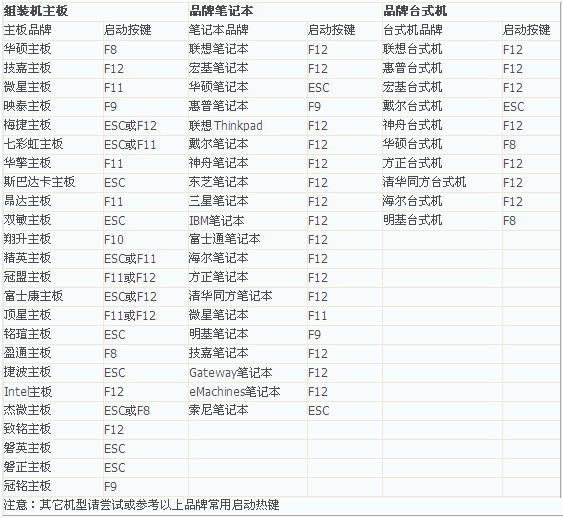 组装机主板 品牌笔记本 品牌台式机
主板品牌 启动按键 笔记本品牌 启动按键 台式机品牌 启动按键
华硕主板 F8 联想笔记本 F12 联想台式机 F12
技嘉主板 F12 宏基笔记本 F12 惠普台式机 F12
微星主板 F11 华硕笔记本 ESC 宏基台式机 F12
映泰主板 F9 惠普笔记本 F9 戴尔台式机 ESC
梅捷主板 ESC或F12 联想Thinkpad F12 神舟台式机 F12
七彩虹主板 ESC或F11 戴尔笔记本 F12 华硕台式机 F8
华擎主板 F11 神舟笔记本 F12 方正台式机 F12
斯巴达卡主板 ESC 东芝笔记本 F12 清华同方台式机 F12
昂达主板 F11 三星笔记本 F12 海尔台式机 F12
双敏主板 ESC IBM笔记本 F12 明基台式机 F8
翔升主板 F10 富士通笔记本 F12
精英主板 ESC或F11 海尔笔记本 F12
冠盟主板 F11或F12 方正笔记本 F12
富士康主板 ESC或F12 清华同方笔记本 F12
顶星主板 F11或F12 微星笔记本 F11
铭瑄主板 ESC 明基笔记本 F9
盈通主板 F8 技嘉笔记本 F12
捷波主板 ESC Gateway笔记本 F12
Intel主板 F12 eMachines笔记本 F12
杰微主板 ESC或F8 索尼笔记本 ESC
致铭主板 F12
磐英主板 ESC
磐正主板 ESC
冠铭主板 F9
注意：其它机型请尝试或参考以上品牌常用启动热键